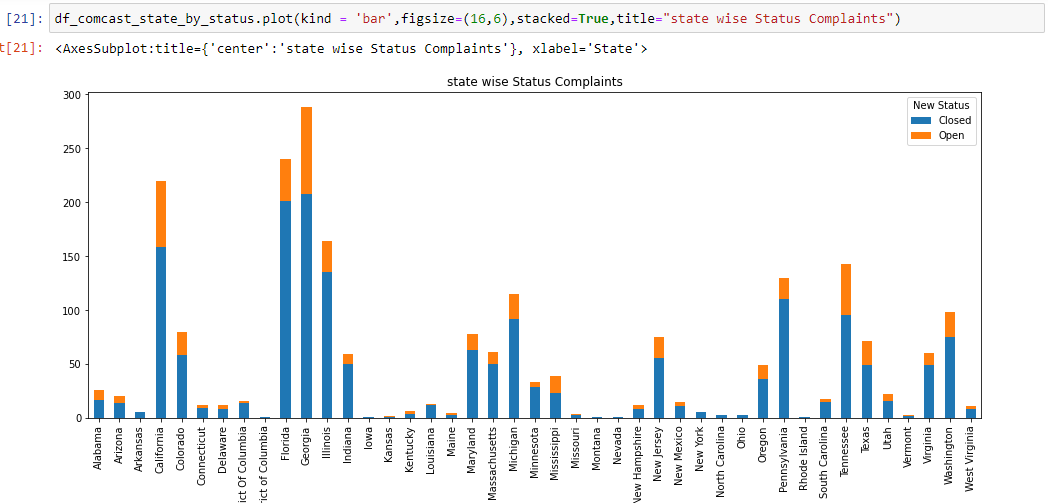 [21]: df_comcast_state_by_status.plot(kind = 'bar',figsize=(16,6),stacked=True,title="state wise Status Complaints")
t[21]: <AxesSubplot:title={'center':'state wise Status Complaints'}, xlabel='State'>
state wise Status Complaints
New Status
Closed
Open
300
250
200
150
100
50
0
Alabama
Arizona
Arkansas
California
Colorado
Connecticut
Delaware
ict Of Columbia
rict of Columbia
Florida
Georgia
Illinois
Indiana
Iowa
Kansas
Kentucky
Louisiana
Maine
Maryland
Massachusetts
Michigan
Minnesota
Mississippi
Missouri
Montana
Nevada
New Hampshire
New Jersey
New Mexico
New York
North Carolina
Ohio
Oregon
Pennsylvania
Rhode Island
South Carolina
Tennessee
Texas
Utah
Vermont
Virginia
Washington
West Virginia